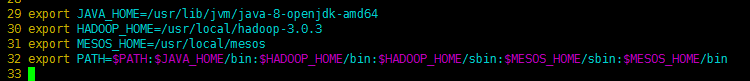 29 export JAVA_HOME=/usr/lib/jvm/java-8-openjdk-amd64
30 export HADOOP_HOME=/usr/local/hadoop-3.0.3
31 export MESOS_HOME=/usr/local/mesos
32 export PATH=$PATH:$JAVA_HOME/bin:$HADOOP_HOME/bin:$HADOOP_HOME/sbin:$MESOS_HOME/sbin:$MESOS_HOME/bin
33